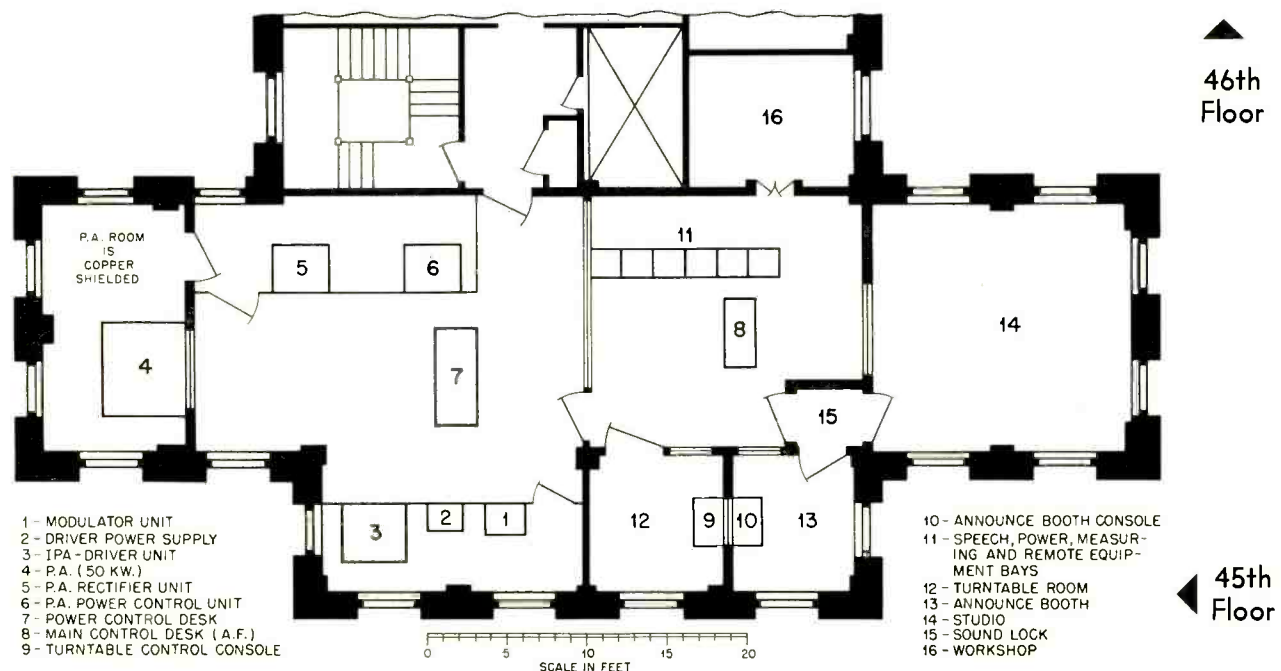 46th
Floor
16
P.A. ROOM
IS
COPPER
SHIELDED
5
6
11
4
7
8
14
15
3
2
1
12
9
10
13
1 - MODULATOR UNIT
2 - DRIVER POWER SUPPLY
3 - IPA - DRIVER UNIT
4 - P.A. (50 KW.)
5 - P.A. RECTIFIER UNIT
6 - P.A. POWER CONTROL UNIT
7 - POWER CONTROL DESK
8 - MAIN CONTROL DESK (A.F.)
9 - TURNTABLE CONTROL CONSOLE
0 5 10 15 20
SCALE IN FEET
10 - ANNOUNCE BOOTH CONSOLE
11 - SPEECH, POWER, MEASUR-
ING AND REMOTE EQUIP-
MENT BAYS
12 - TURNTABLE ROOM
13 - ANNOUNCE BOOTH
14 - STUDIO
15 - SOUND LOCK
16 - WORKSHOP
45th
Floor